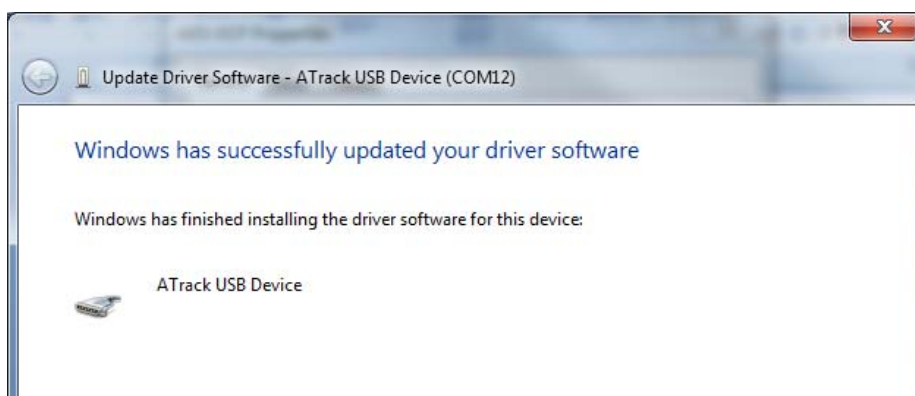 Update Driver Software - ATrack USB Device (COM12)
Windows has successfully updated your driver software
Windows has finished installing the driver software for this device:
ATrack USB Device